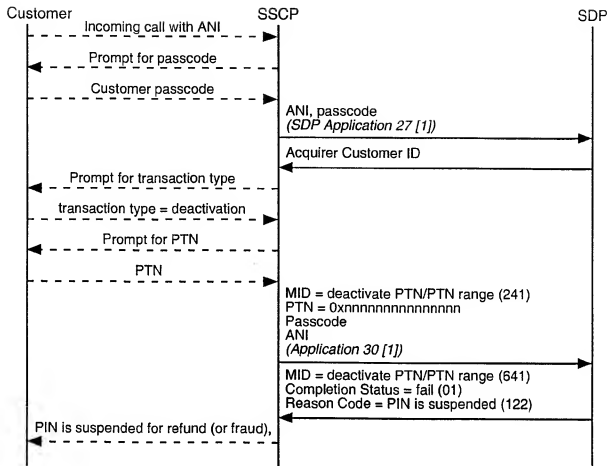 Customer SSCP SDP
Incoming call with ANI
Prompt for passcode
Customer passcode
ANI, passcode
(SDP Application 27 [1])
Acquirer Customer ID
Prompt for transaction type
transaction type = deactivation
Prompt for PTN
PTN
MID = deactivate PTN/PTN range (241)
PTN = 0xnnnnnnnnnnnnnnnn
Passcode
ANI
(Application 30 [1])
MID = deactivate PTN/PTN range (641)
Completion Status = fail (01)
Reason Code = PIN is suspended (122)
PIN is suspended for refund (or fraud),